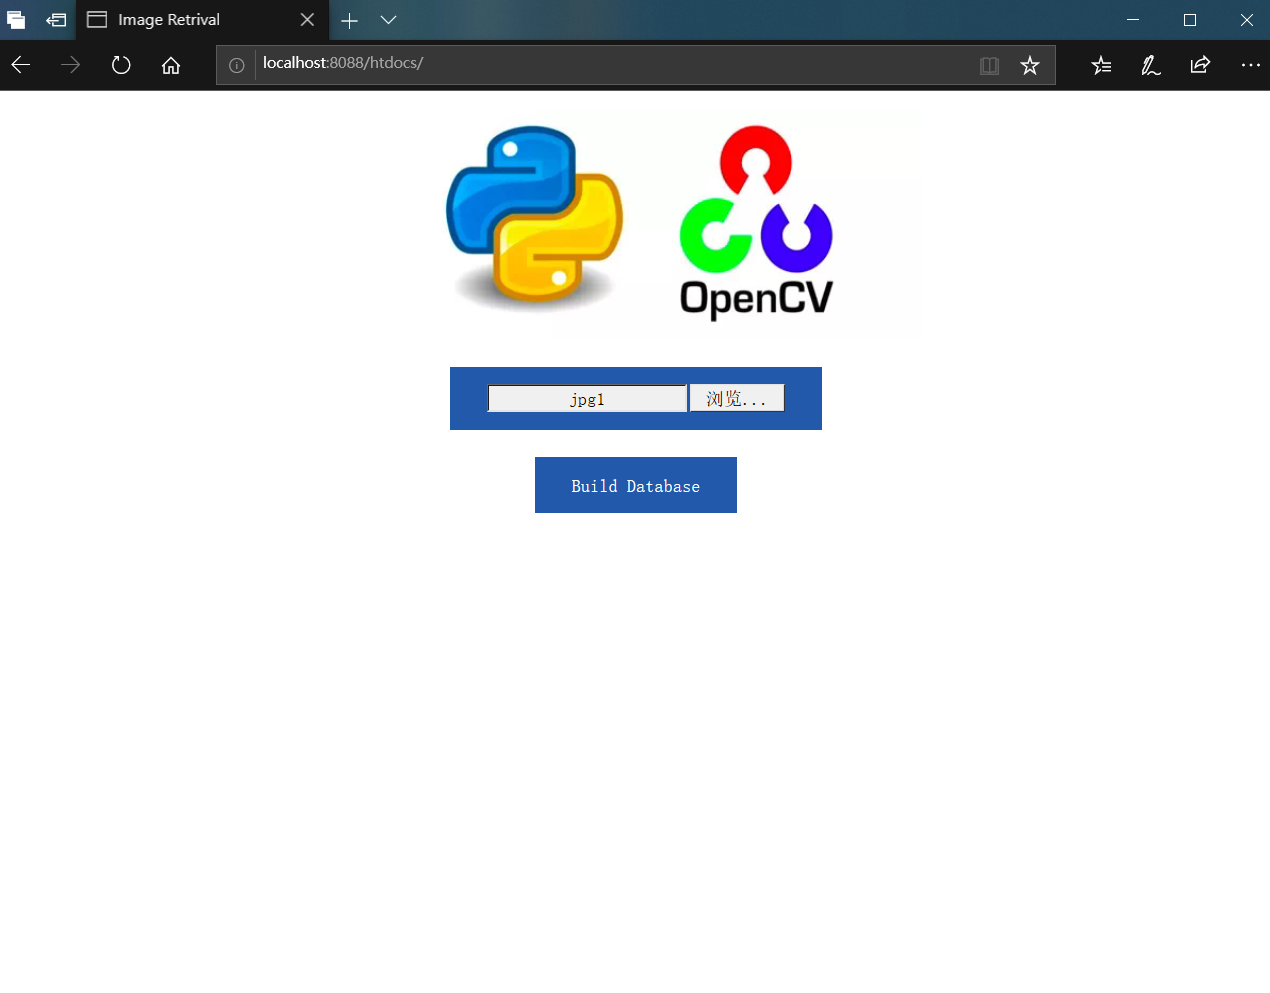 Image Retrival
localhost:8088/htdocs/
OpenCV
jpg1
浏览...
Build Database